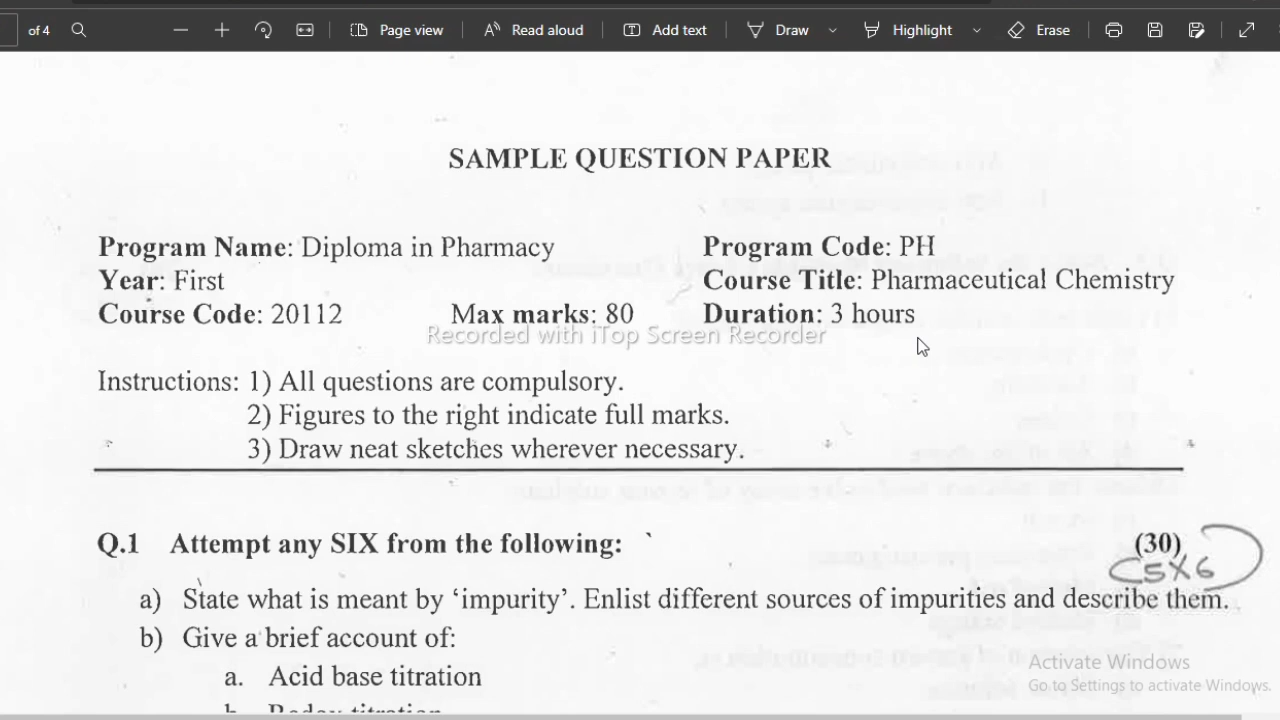 of 4 Page view Read aloud Add text Draw Highlight Erase
SAMPLE QUESTION PAPER
Program Name: Diploma in Pharmacy Program Code: PH
Year: First Course Title: Pharmaceutical Chemistry
Course Code: 20112 Max marks: 80 Duration: 3 hours
Recorded with iTop Screen Recorder
Instructions: 1) All questions are compulsory.
2) Figures to the right indicate full marks.
3) Draw neat sketches wherever necessary.
Q.1 Attempt any SIX from the following: (30)
5x6
a) State what is meant by ‘impurity’. Enlist different sources of impurities and describe them.
b) Give a brief account of:
a. Acid base titration
b. Redox titration
Activate Windows
Go to Settings to activate Windows.